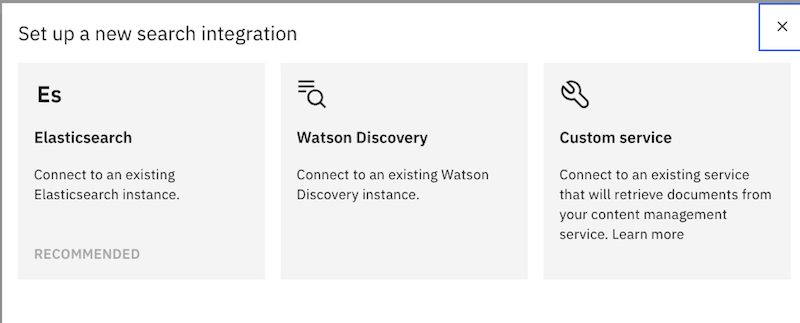 Set up a new search integration
Es
Elasticsearch
Connect to an existing
Elasticsearch instance.
RECOMMENDED
Watson Discovery
Connect to an existing Watson
Discovery instance.
Custom service
Connect to an existing service
that will retrieve documents from
your content management
service. Learn more